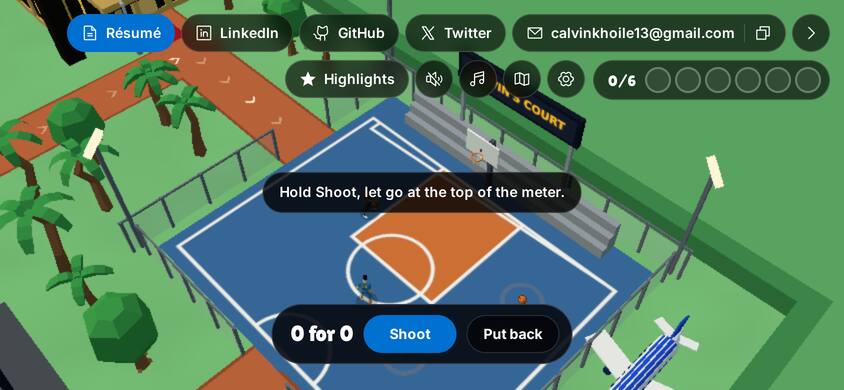 Résumé
LinkedIn
GitHub
Twitter
calvinkhoile13@gmail.com
Highlights
0/6
IN'S COURT
Hold Shoot, let go at the top of the meter.
0 for 0
Shoot
Put back